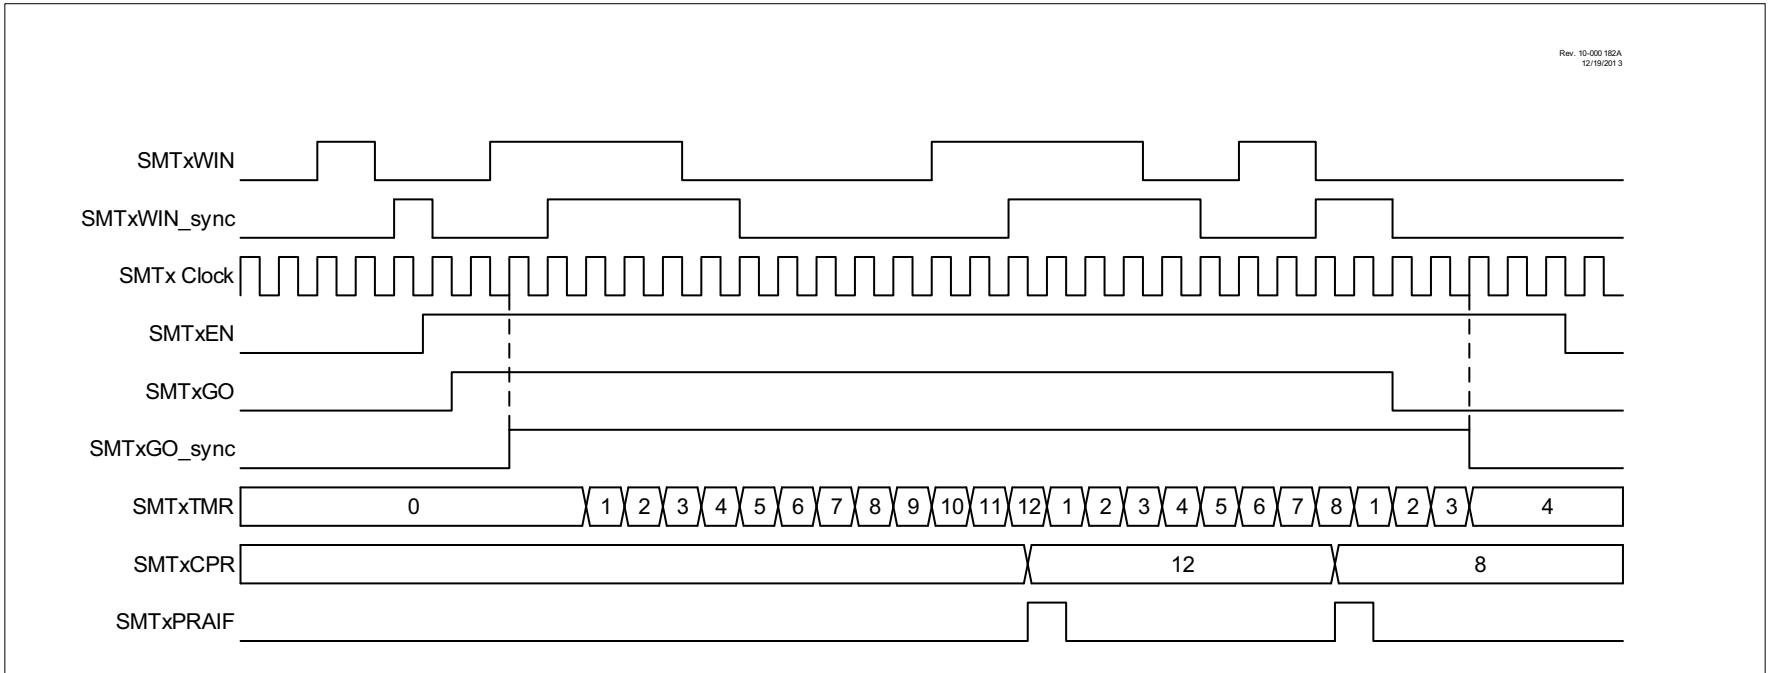 Rev. 10-000 182A
12/19/201 3
SMTxWIN
SMTxWIN_sync
SMTx Clock
SMTxEN
SMTxGO
SMTxGO_sync
SMTxTMR 0 1 2 3 4 5 6 7 8 9 10 11 12 1 2 3 4 5 6 7 8 1 2 3 4
SMTxCPR 12 8
SMTxPRAIF